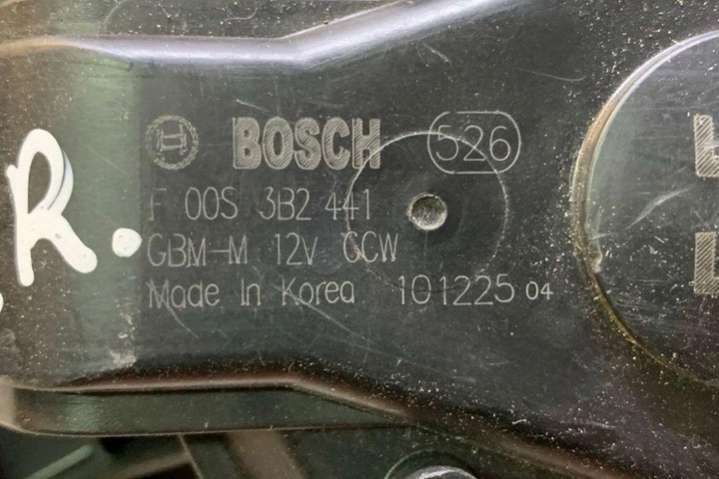 BOSCH 526
R.
F 00S 3B2 441
GBM-M 12V CCW
Made In Korea 101225 04